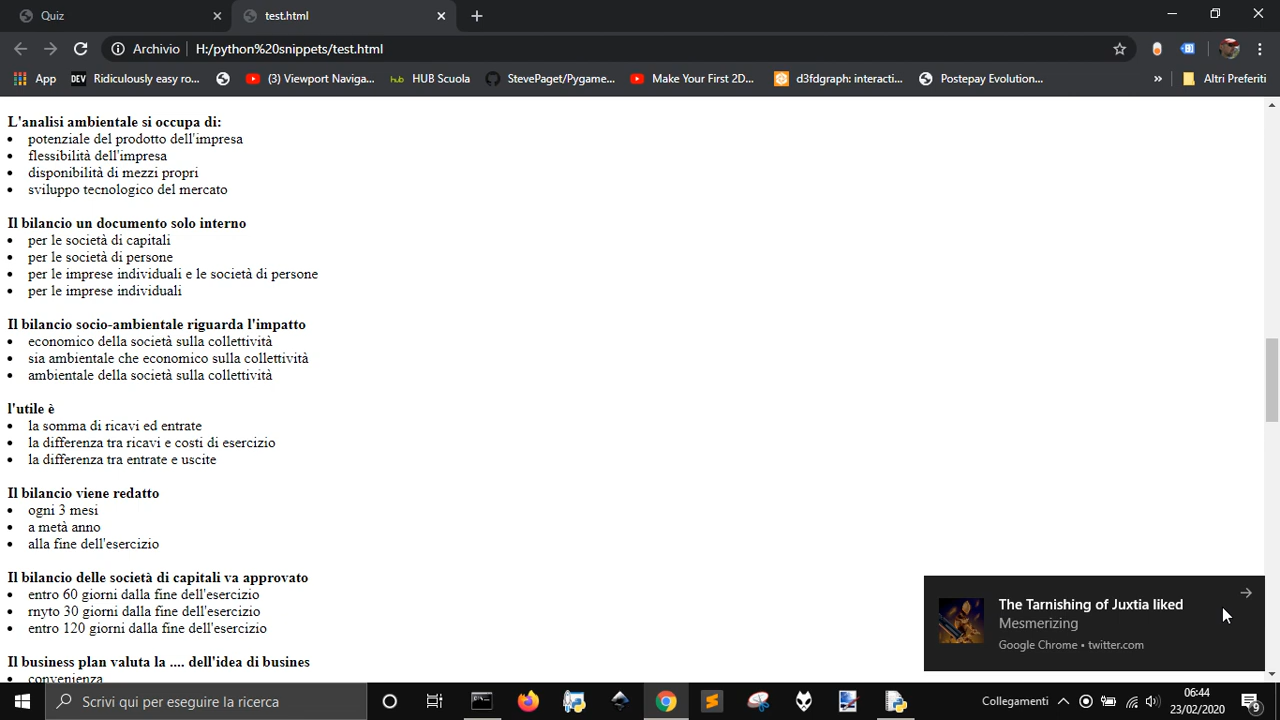 Quiz
test.html
Archivio
H:/python%20snippets/test.html
App
Ridiculously easy ro...
(3) Viewport Naviga...
hub HUB Scuola
StevePaget/Pygame...
Make Your First 2D...
d3fdgraph: interacti...
Postepay Evolution...
»
Altri Preferiti
L'analisi ambientale si occupa di:
• potenziale del prodotto dell'impresa
• flessibilità dell'impresa
• disponibilità di mezzi propri
• sviluppo tecnologico del mercato
Il bilancio un documento solo interno
• per le società di capitali
• per le società di persone
• per le imprese individuali e le società di persone
• per le imprese individuali
Il bilancio socio-ambientale riguarda l'impatto
• economico della società sulla collettività
• sia ambientale che economico sulla collettività
• ambientale della società sulla collettività
l'utile è
• la somma di ricavi ed entrate
• la differenza tra ricavi e costi di esercizio
• la differenza tra entrate e uscite
Il bilancio viene redatto
• ogni 3 mesi
• a metà anno
• alla fine dell'esercizio
Il bilancio delle società di capitali va approvato
• entro 60 giorni dalla fine dell'esercizio
• rnyto 30 giorni dalla fine dell'esercizio
• entro 120 giorni dalla fine dell'esercizio
Il business plan valuta la .... dell'idea di busines
• convenienza
The Tarnishing of Juxtia liked
Mesmerizing
Google Chrome • twitter.com
Scrivi qui per eseguire la ricerca
Collegamenti
06:44
23/02/2020
9